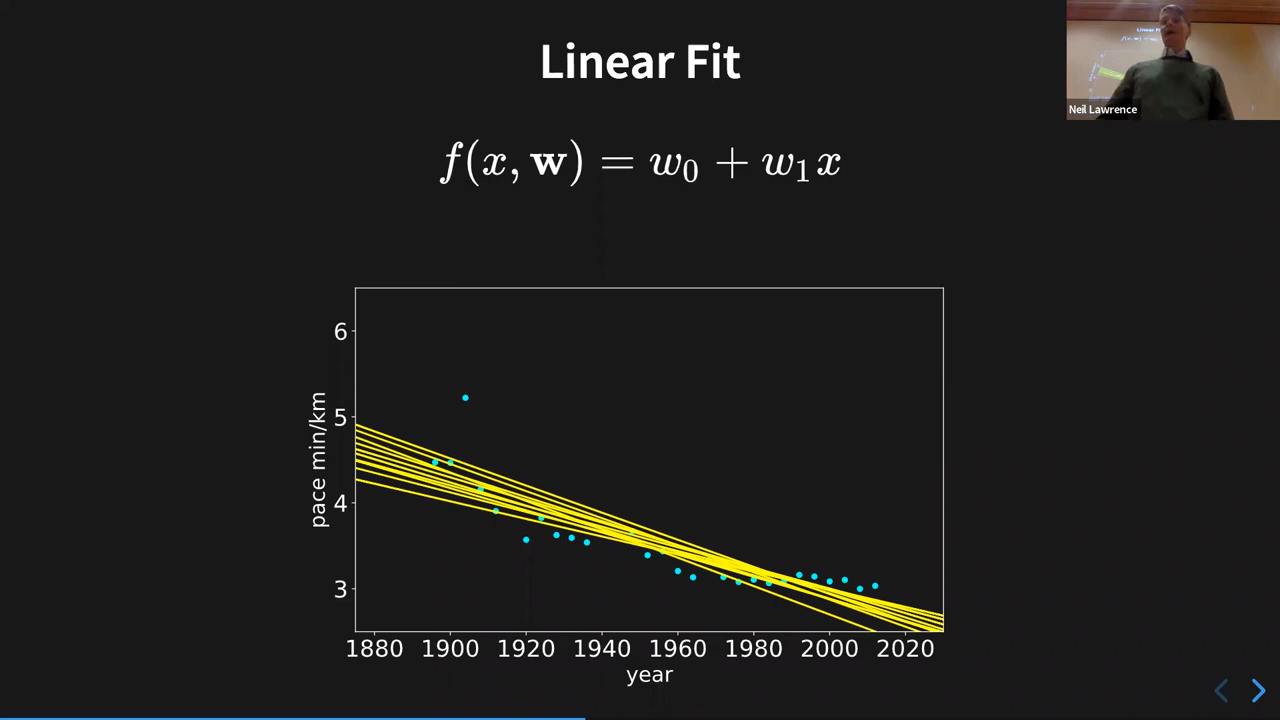 Linear Fit
f(x, w) = w₀ + w₁x
Neil Lawrence
6
5
4
3
pace min/km
1880 1900 1920 1940 1960 1980 2000 2020
year